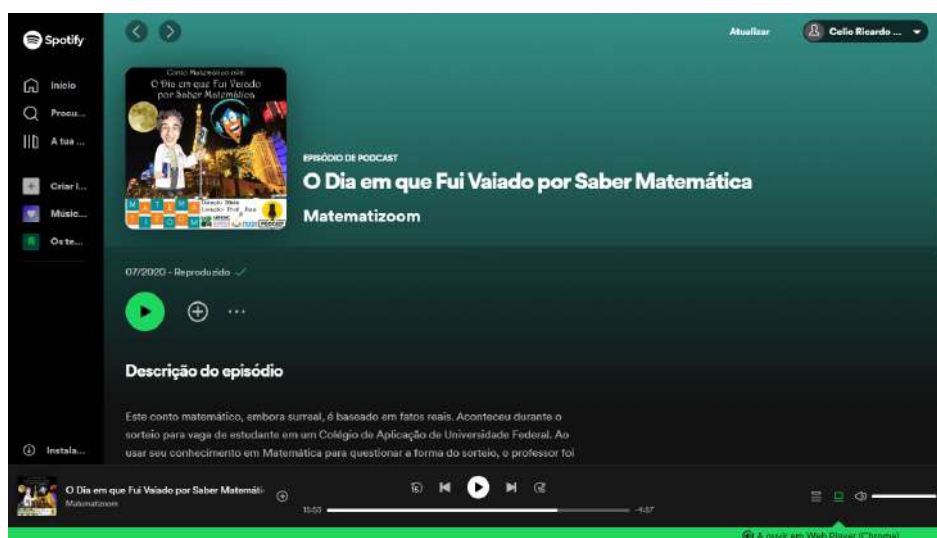 Spotify
Atualizar
Celio Ricardo ...
Início
Procu...
A tua ...
Criar l...
Músic...
Os te...
Conto Matemático nº6:
O Dia em que Fui Vaiado
por Saber Matemática
MATEMA
TIZOOM
PODCAST
EPISÓDIO DE PODCAST
O Dia em que Fui Vaiado por Saber Matemática
Matematizoom
07/2020 - Reproduzido
Descrição do episódio
Este conto matemático, embora surreal, é baseado em fatos reais. Aconteceu durante o
sorteio para vaga de estudante em um Colégio de Aplicação de Universidade Federal. Ao
usar seu conhecimento em Matemática para questionar a forma do sorteio, o professor foi
Instala...
O Dia em que Fui Vaiado por Saber Matemáti
Matematizoom
15:53
-4:57
A ouvir em Web Player (Chrome)